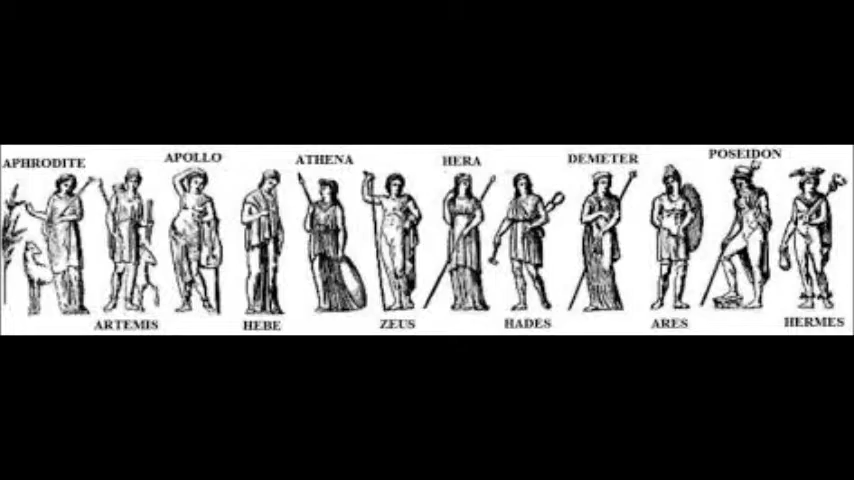 APHRODITE
ARTEMIS
APOLLO
HEBE
ATHENA
ZEUS
HERA
HADES
DEMETER
ARES
POSEIDON
HERMES